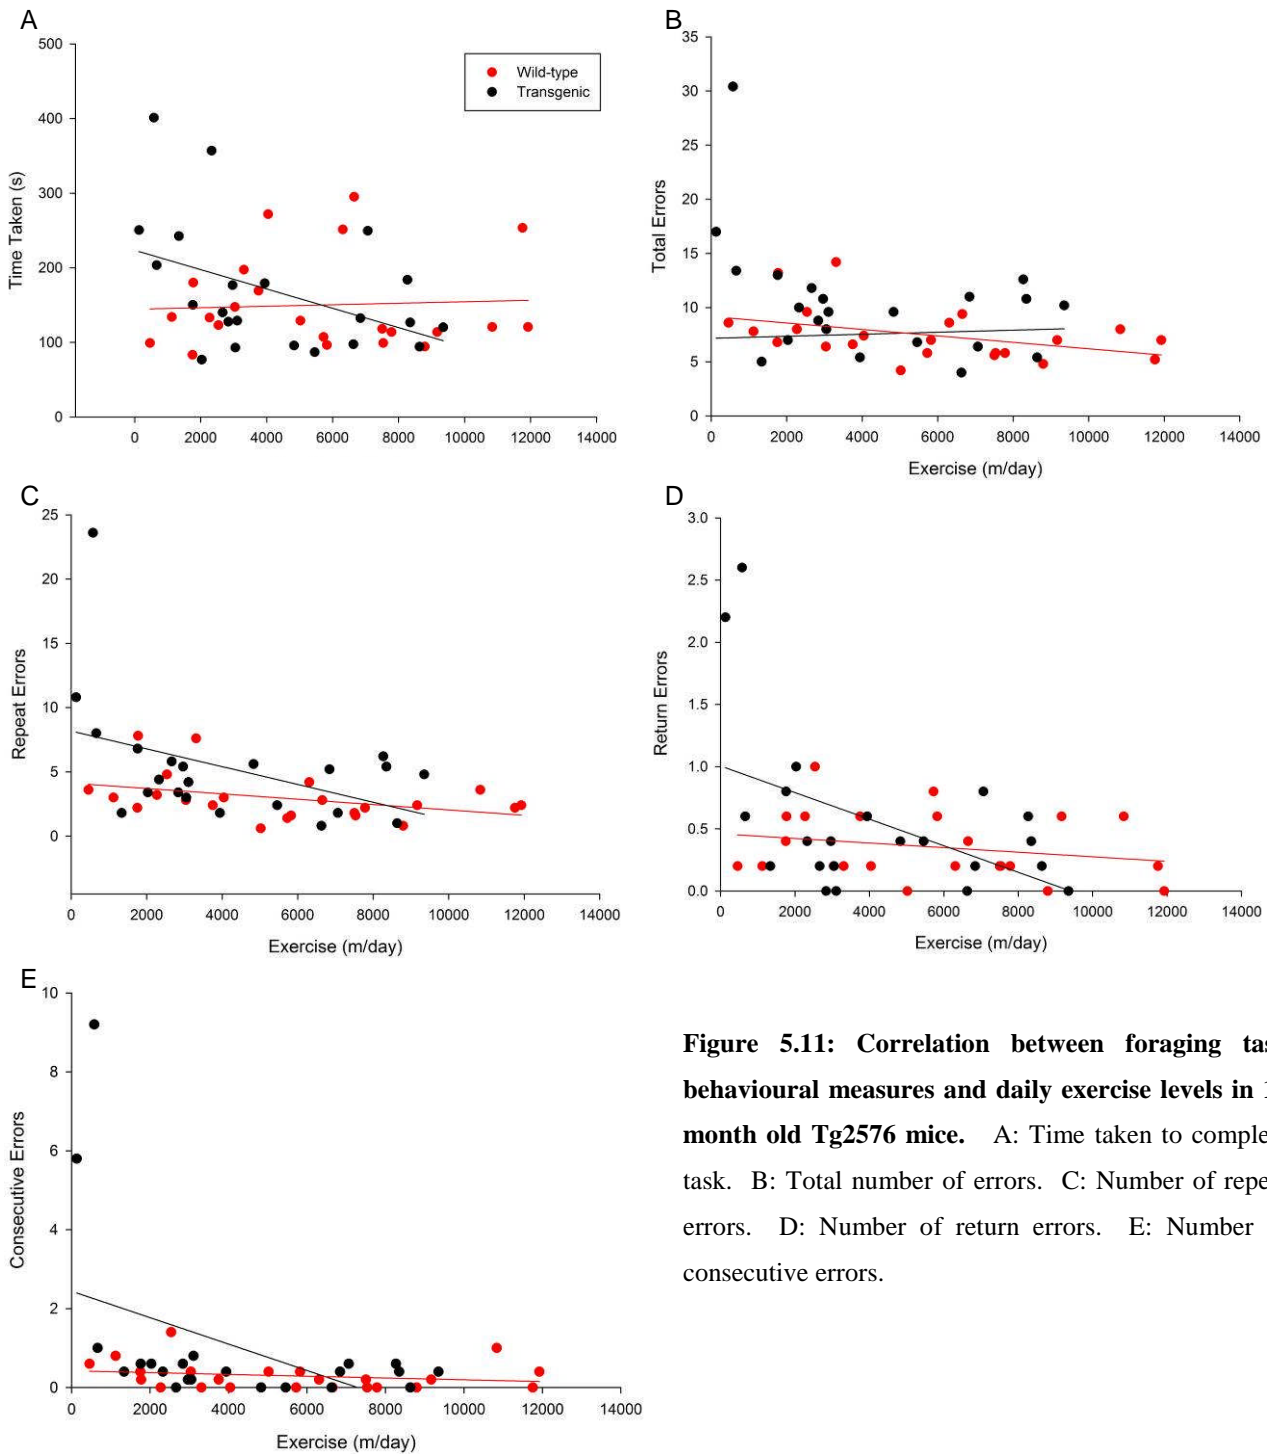 A
500
400
300
200
100
0
Time Taken (s)
Wild-type
Transgenic
0 2000 4000 6000 8000 10000 12000 14000
B
35
30
25
20
15
10
5
0
Total Errors
0 2000 4000 6000 8000 10000 12000 14000
Exercise (m/day)
C
25
20
15
10
5
0
Repeat Errors
0 2000 4000 6000 8000 10000 12000 14000
Exercise (m/day)
D
3.0
2.5
2.0
1.5
1.0
0.5
0.0
Return Errors
0 2000 4000 6000 8000 10000 12000 14000
Exercise (m/day)
E
10
8
6
4
2
0
Consecutive Errors
0 2000 4000 6000 8000 10000 12000 14000
Exercise (m/day)
Figure 5.11: Correlation between foraging
behavioural measures and daily exercise levels in
month old Tg2576 mice. A: Time taken to
task. B: Total number of errors. C: Number of
errors. D: Number of return errors. E: Number
consecutive errors.